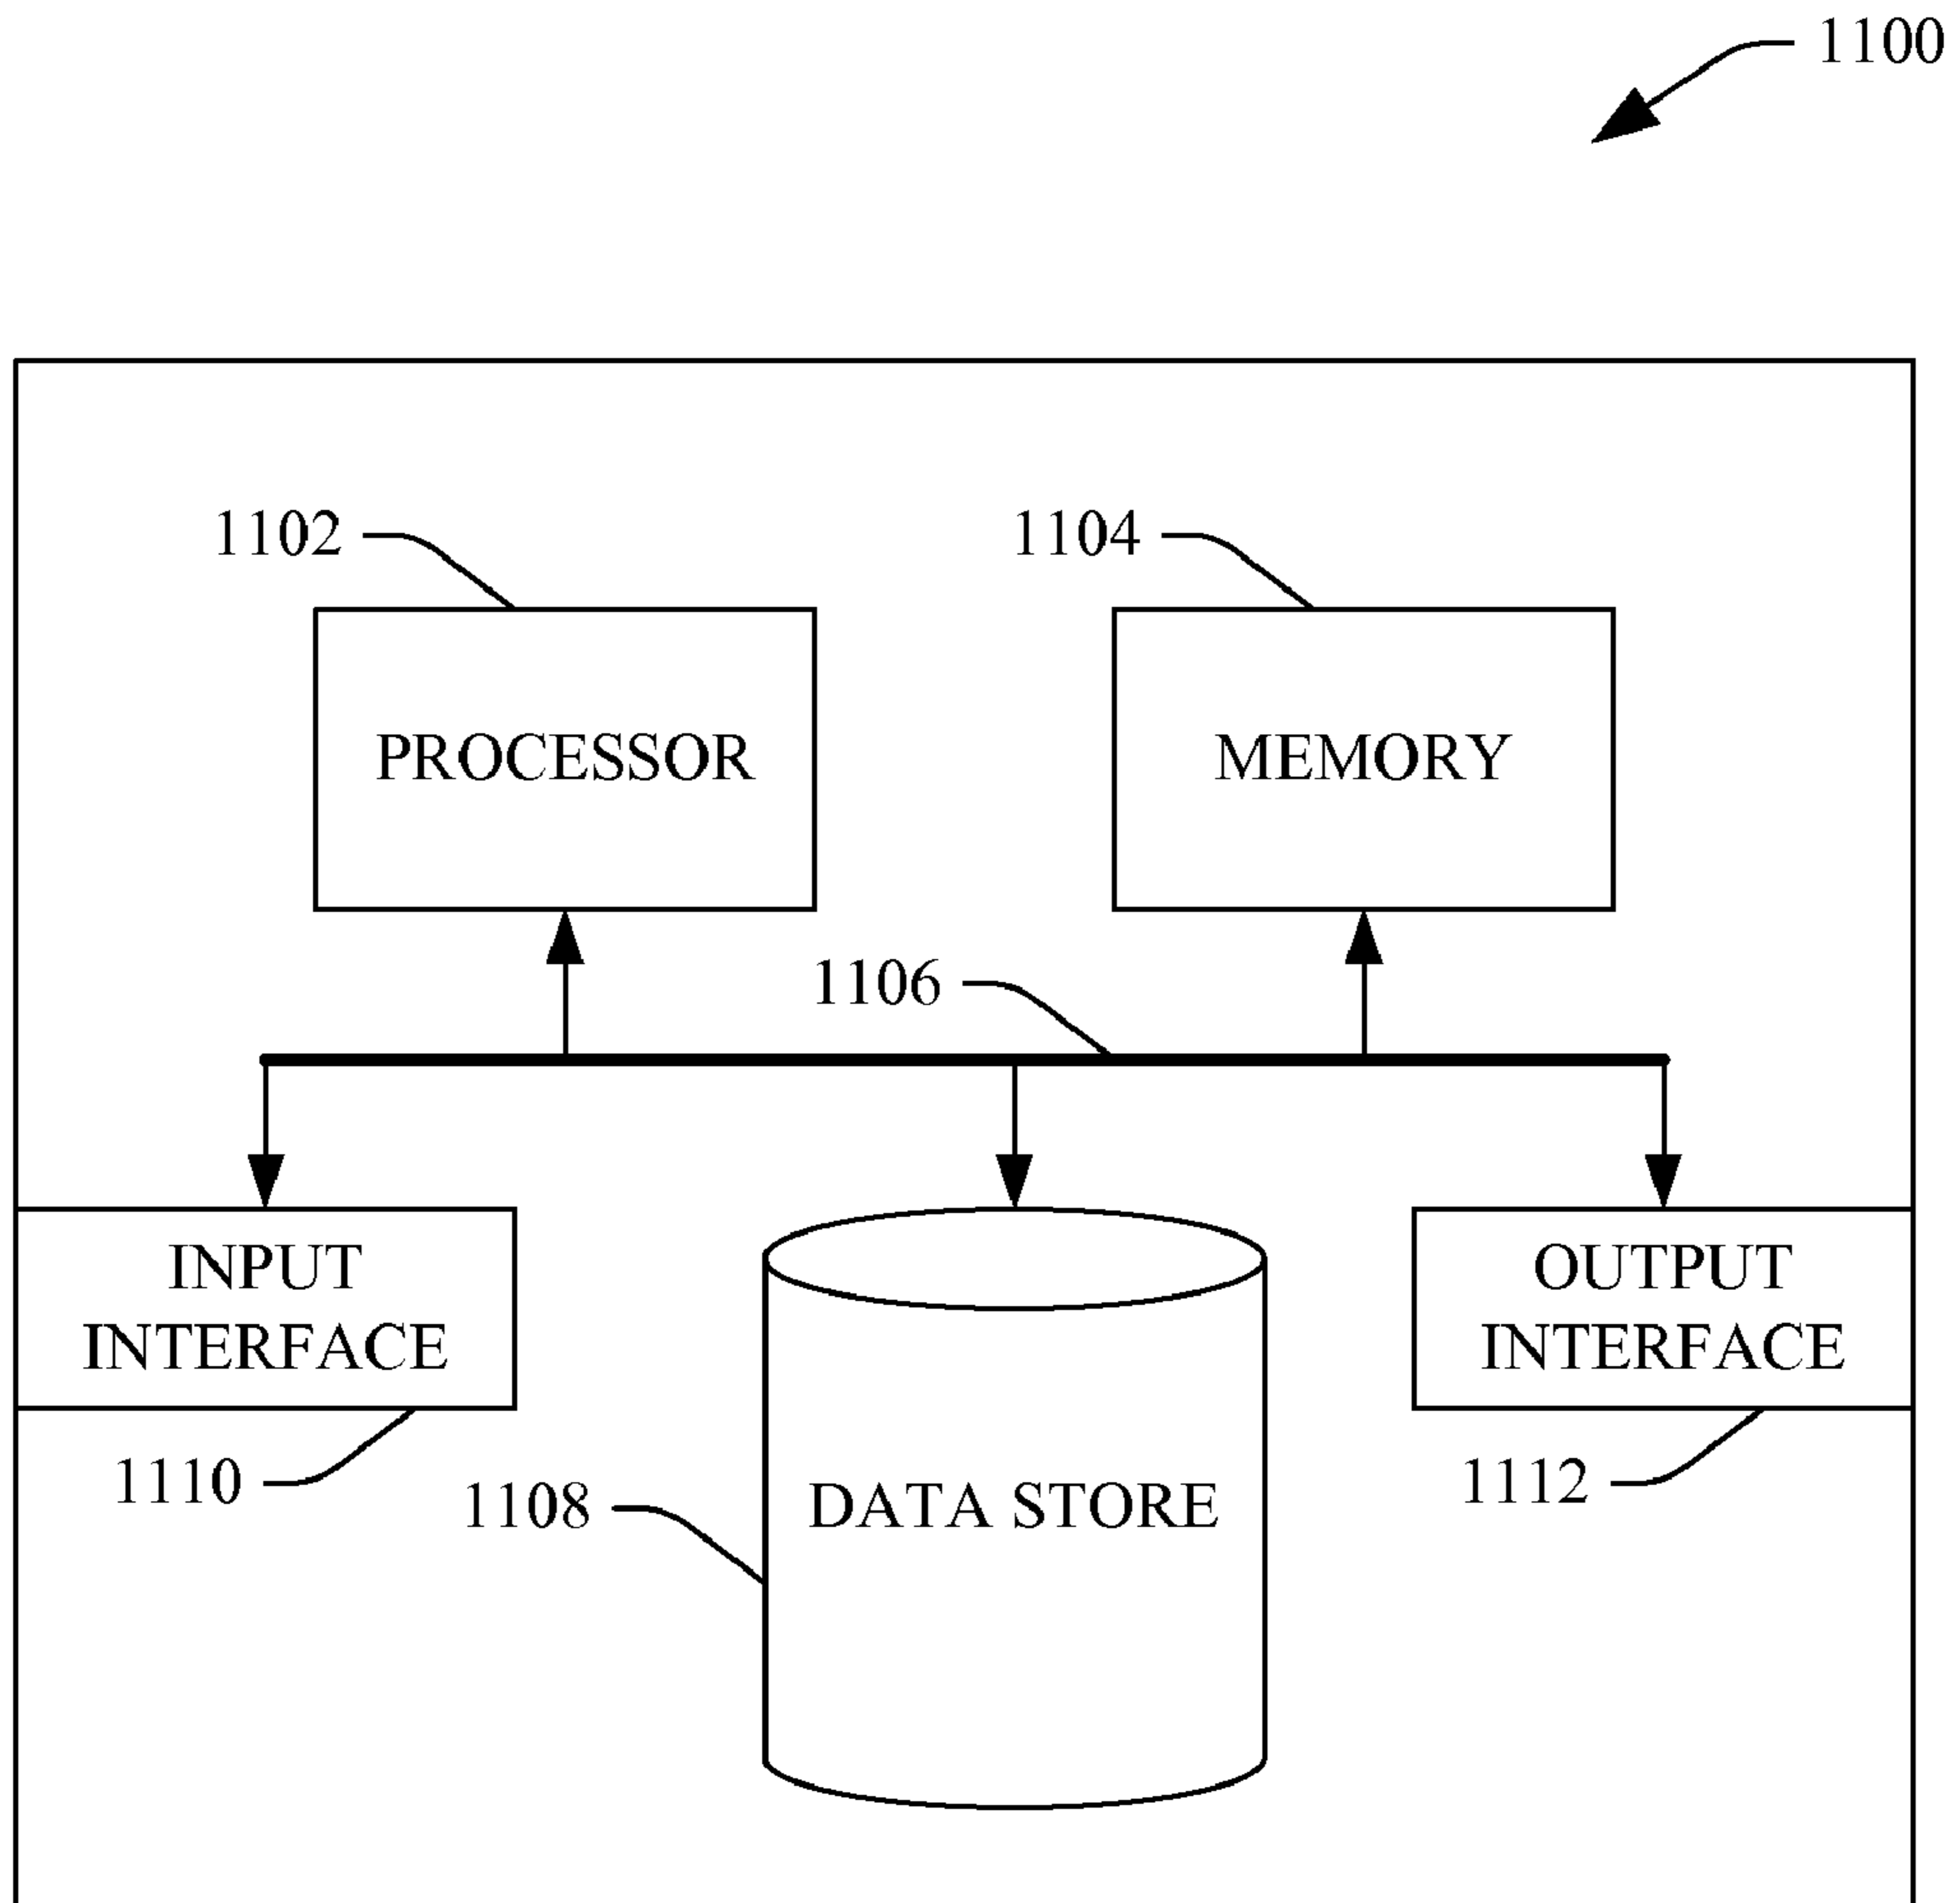 1100
1102
1104
PROCESSOR
MEMORY
1106
INPUT
INTERFACE
OUTPUT
INTERFACE
1110
1108
DATA STORE
1112